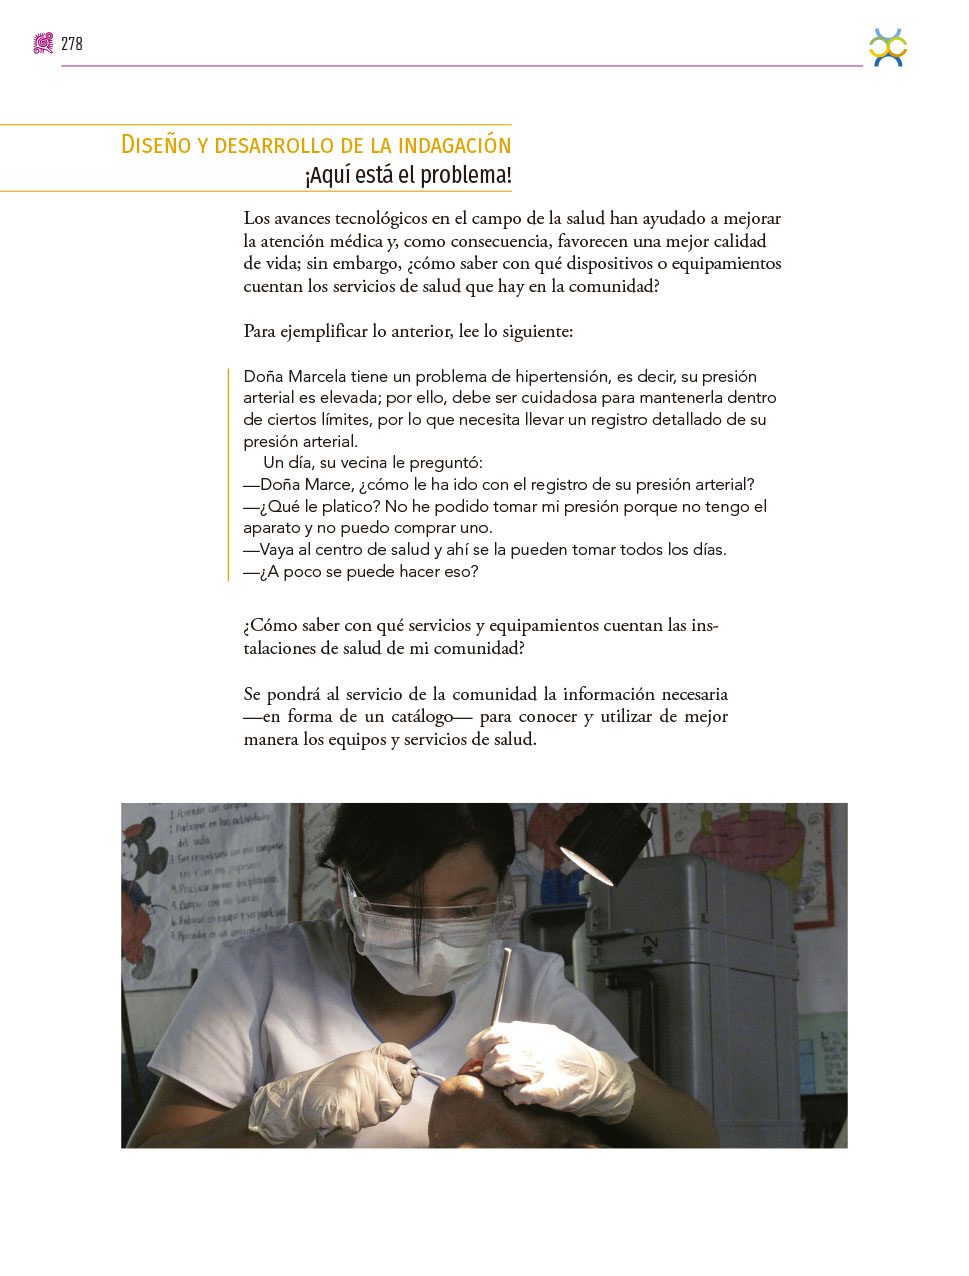 278
Diseño y desarrollo de la indagación
¡Aquí está el problema!
Los avances tecnológicos en el campo de la salud han ayudado a mejorar
la atención médica y, como consecuencia, favorecen una mejor calidad
de vida; sin embargo, ¿cómo saber con qué dispositivos o equipamientos
cuentan los servicios de salud que hay en la comunidad?
Para ejemplificar lo anterior, lee lo siguiente:
Doña Marcela tiene un problema de hipertensión, es decir, su presión
arterial es elevada; por ello, debe ser cuidadosa para mantenerla dentro
de ciertos límites, por lo que necesita llevar un registro detallado de su
presión arterial.
Un día, su vecina le preguntó:
—Doña Marce, ¿cómo le ha ido con el registro de su presión arterial?
—¿Qué le platico? No he podido tomar mi presión porque no tengo el
aparato y no puedo comprar uno.
—Vaya al centro de salud y ahí se la pueden tomar todos los días.
—¿A poco se puede hacer eso?
¿Cómo saber con qué servicios y equipamientos cuentan las ins-
talaciones de salud de mi comunidad?
Se pondrá al servicio de la comunidad la información necesaria
—en forma de un catálogo— para conocer y utilizar de mejor
manera los equipos y servicios de salud.
1. Aprender con
2. Participar en las actividades
del aula
3. Ser respetuoso con mis compañe
4. Practicar normas disciplinarias
5. Cumplir con mis tareas
6. Trabajar en equipo y ser puntual
7. Aprender en un ambiente
#2